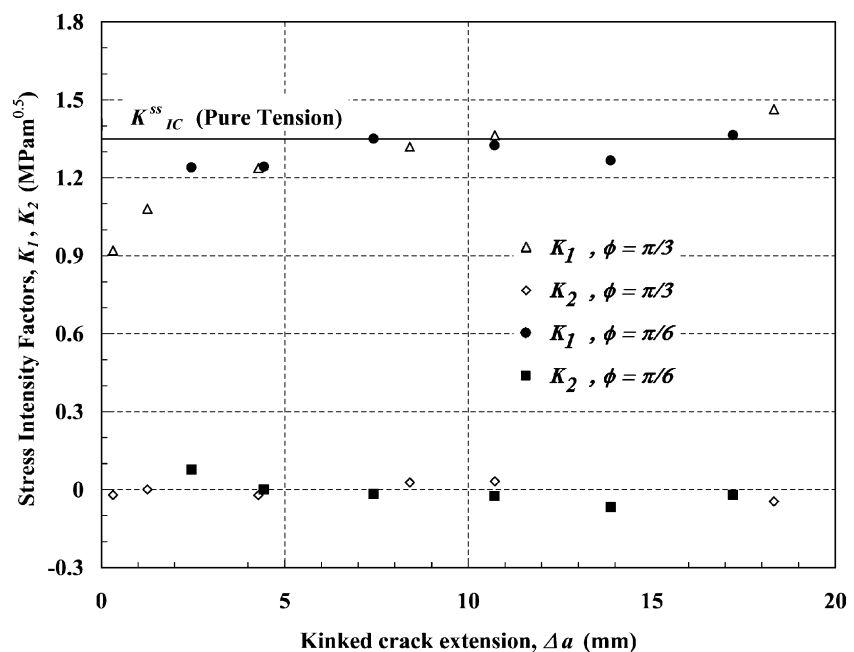 1.8
1.5
1.2
0.9
0.6
0.3
0
-0.3
Stress Intensity Factors, K₁, K₂ (MPam^0.5)
K^ss_IC (Pure Tension)
K₁ , ϕ = π/3
K₂ , ϕ = π/3
K₁ , ϕ = π/6
K₂ , ϕ = π/6
0 5 10 15 20
Kinked crack extension, Δa (mm)